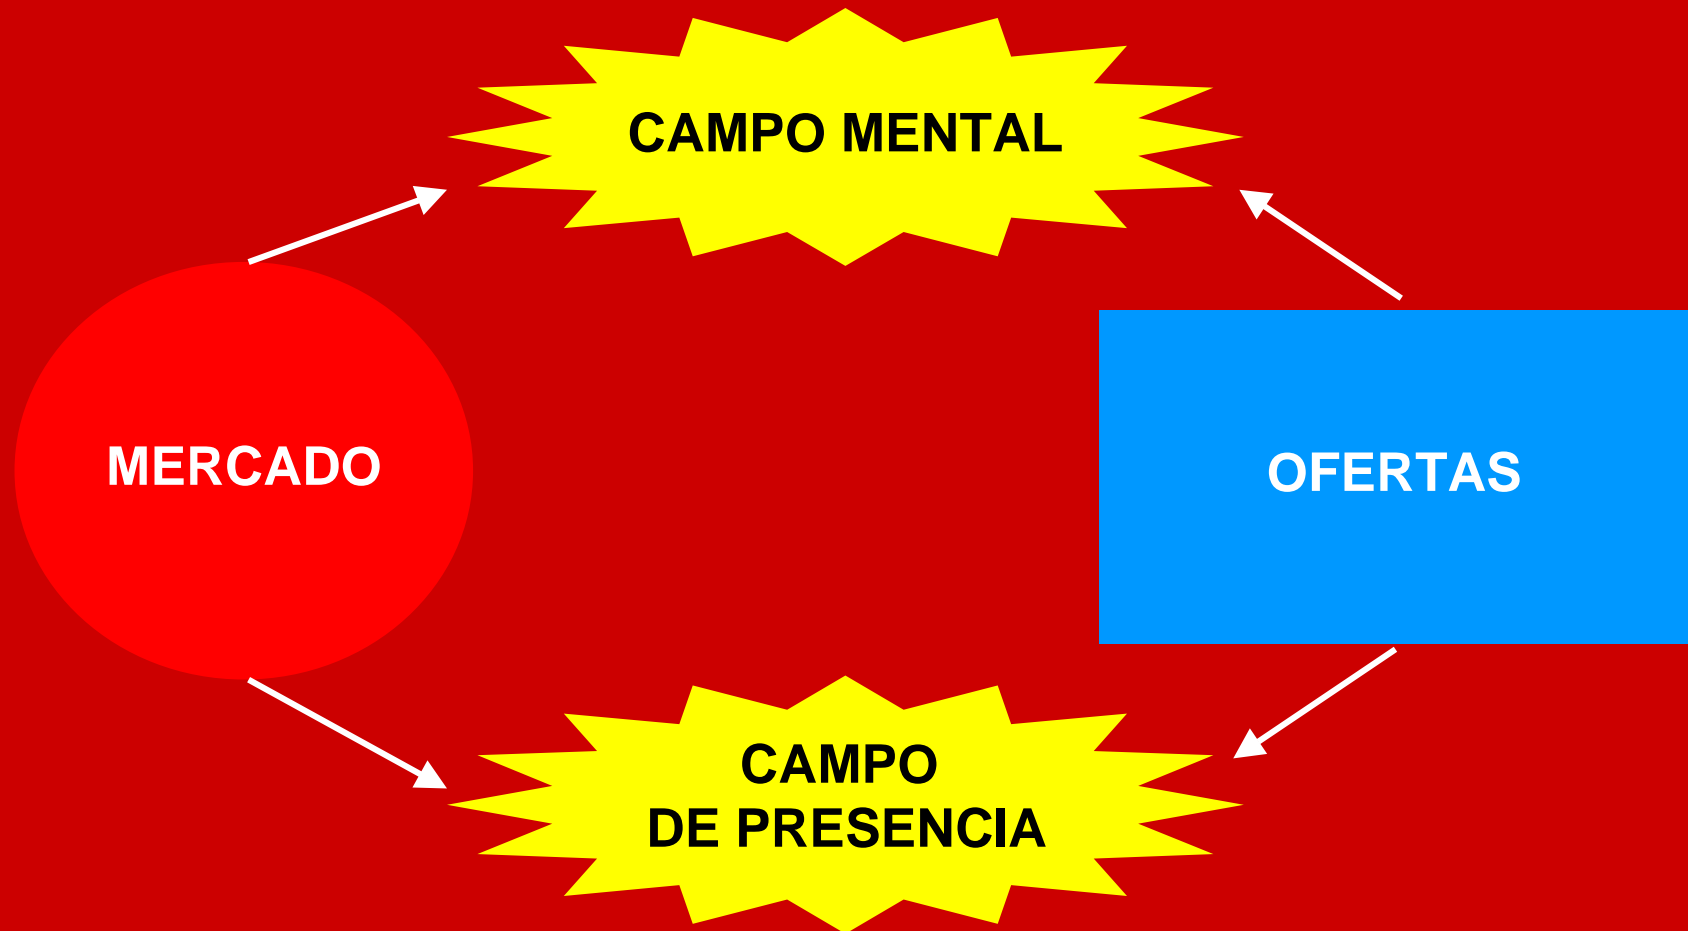 CAMPO MENTAL
MERCADO
OFERTAS
CAMPO
DE PRESENCIA